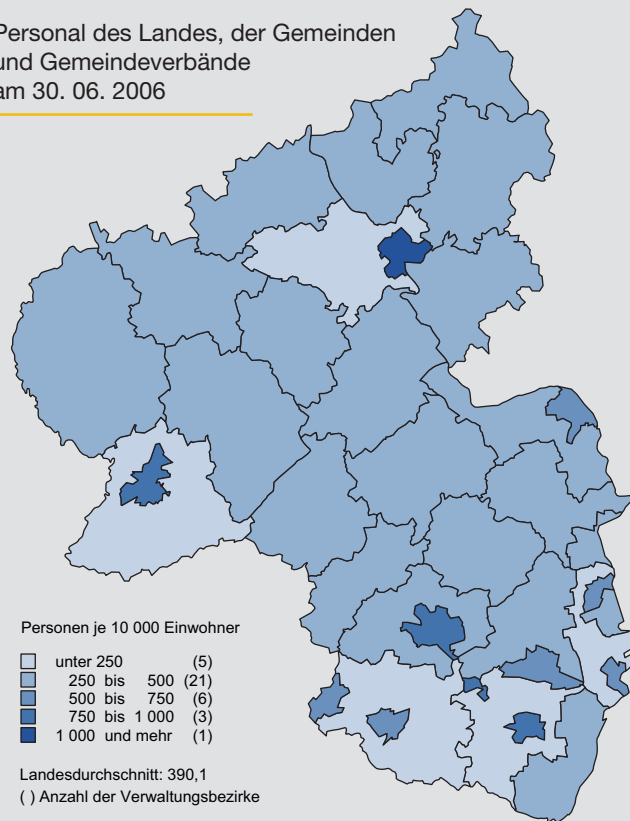 Personal des Landes, der Gemeinden
und Gemeindeverbände
am 30. 06. 2006
Personen je 10 000 Einwohner
unter 250 (5)
250 bis 500 (21)
500 bis 750 (6)
750 bis 1 000 (3)
1 000 und mehr (1)
Landesdurchschnitt: 390,1
( ) Anzahl der Verwaltungsbezirke